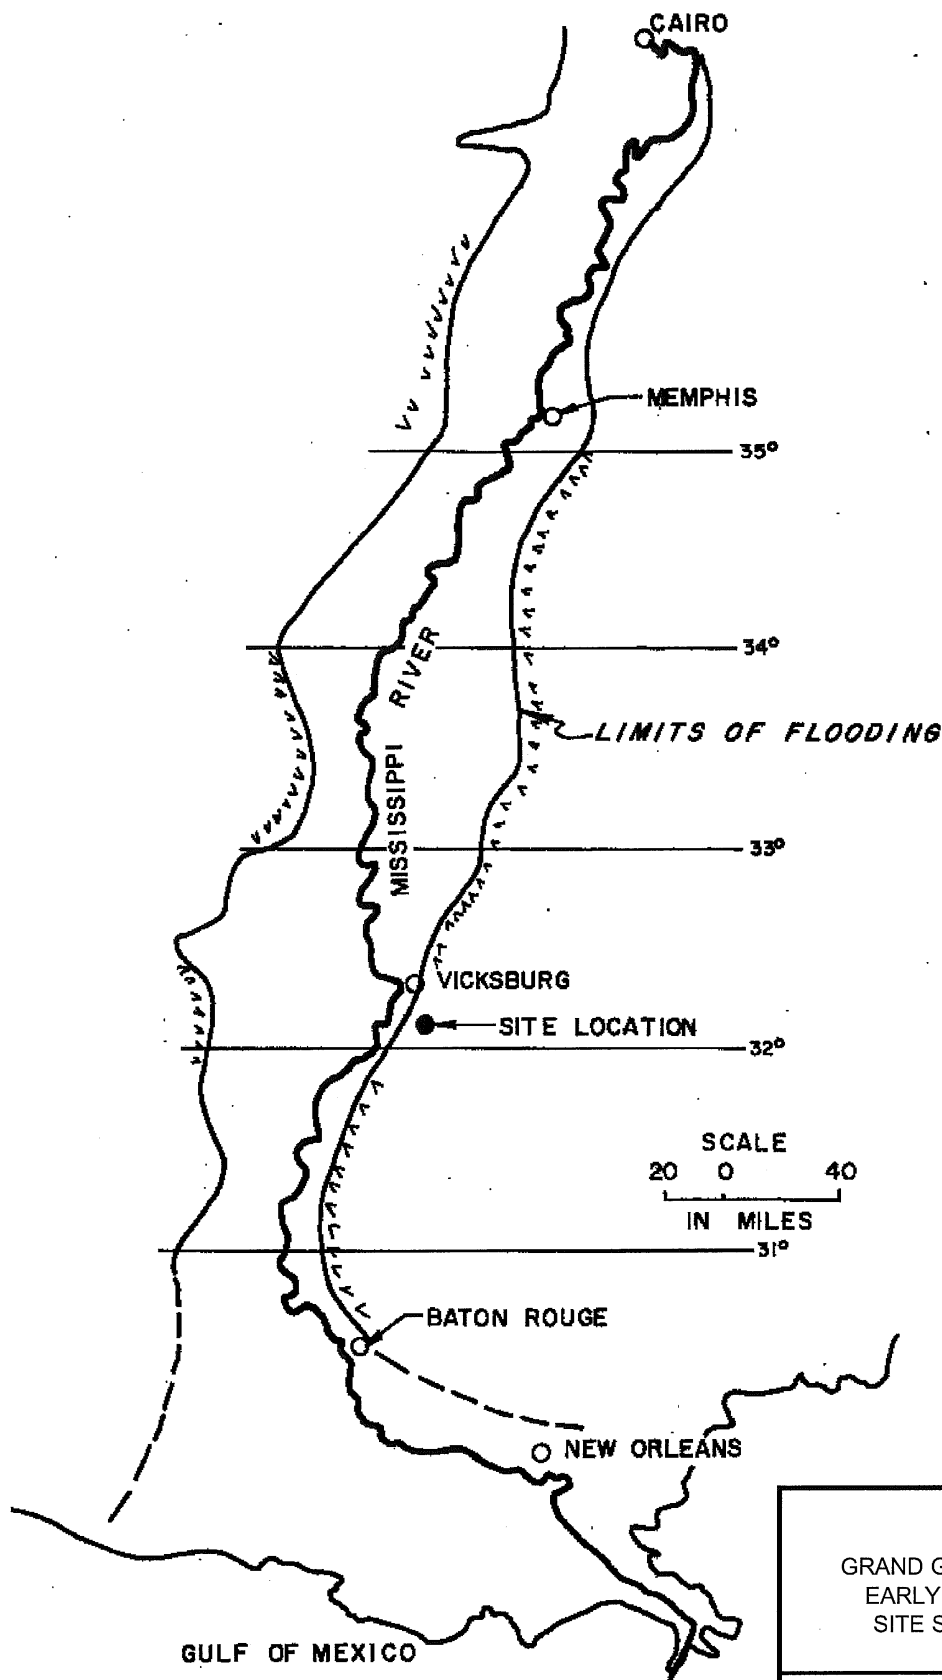 CAIRO
MEMPHIS
35°
34°
MISSISSIPPI RIVER
LIMITS OF FLOODING
33°
VICKSBURG
SITE LOCATION
32°
SCALE
20 0 40
IN MILES
31°
BATON ROUGE
NEW ORLEANS
GULF OF MEXICO
GRAND G
EARLY
SITE S